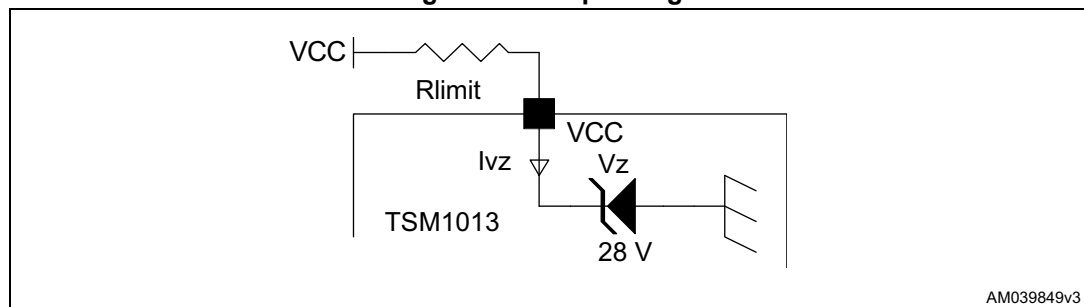 VCC
Rlimit
VCC
Ivz
Vz
TSM1013
28 V
AM039849v3